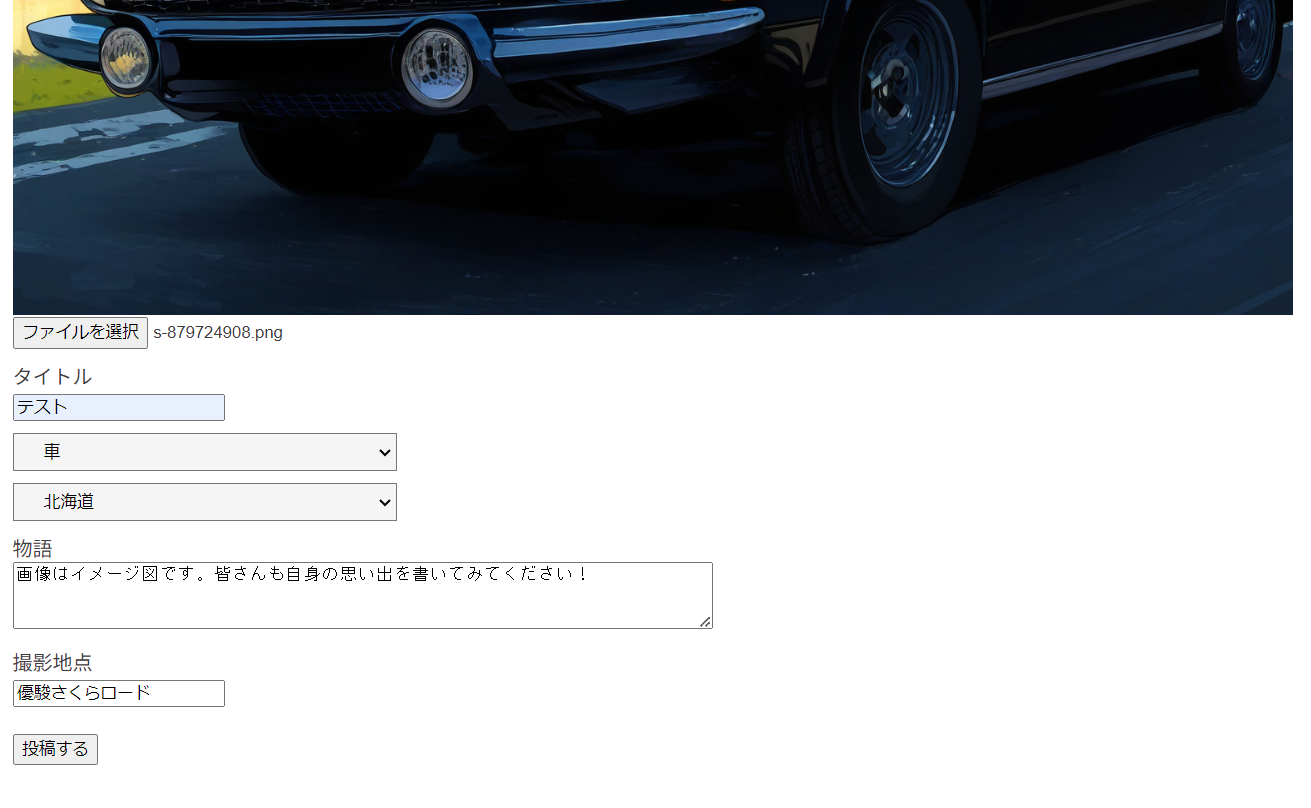 ファイルを選択 s-879724908.png
タイトル
テスト
車
北海道
物語
画像はイメージ図です。皆さんも自身の思い出を書いてみてください！
撮影地点
優駿さくらロード
投稿する